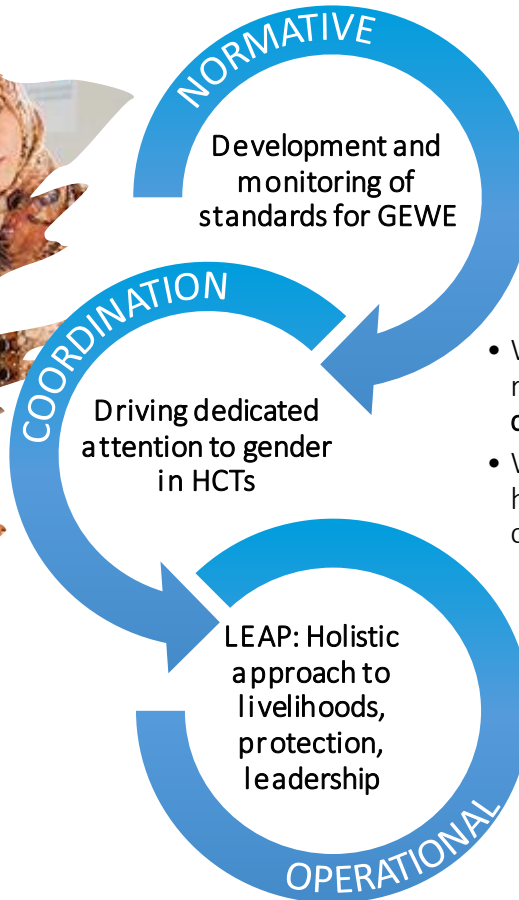 NORMATIVE
Development and
monitoring of
standards for GEWE
COORDINATION
Driving dedicated
attention to gender
in HCTs
LEAP: Holistic
approach to
livelihoods,
protection,
leadership
OPERATIONAL